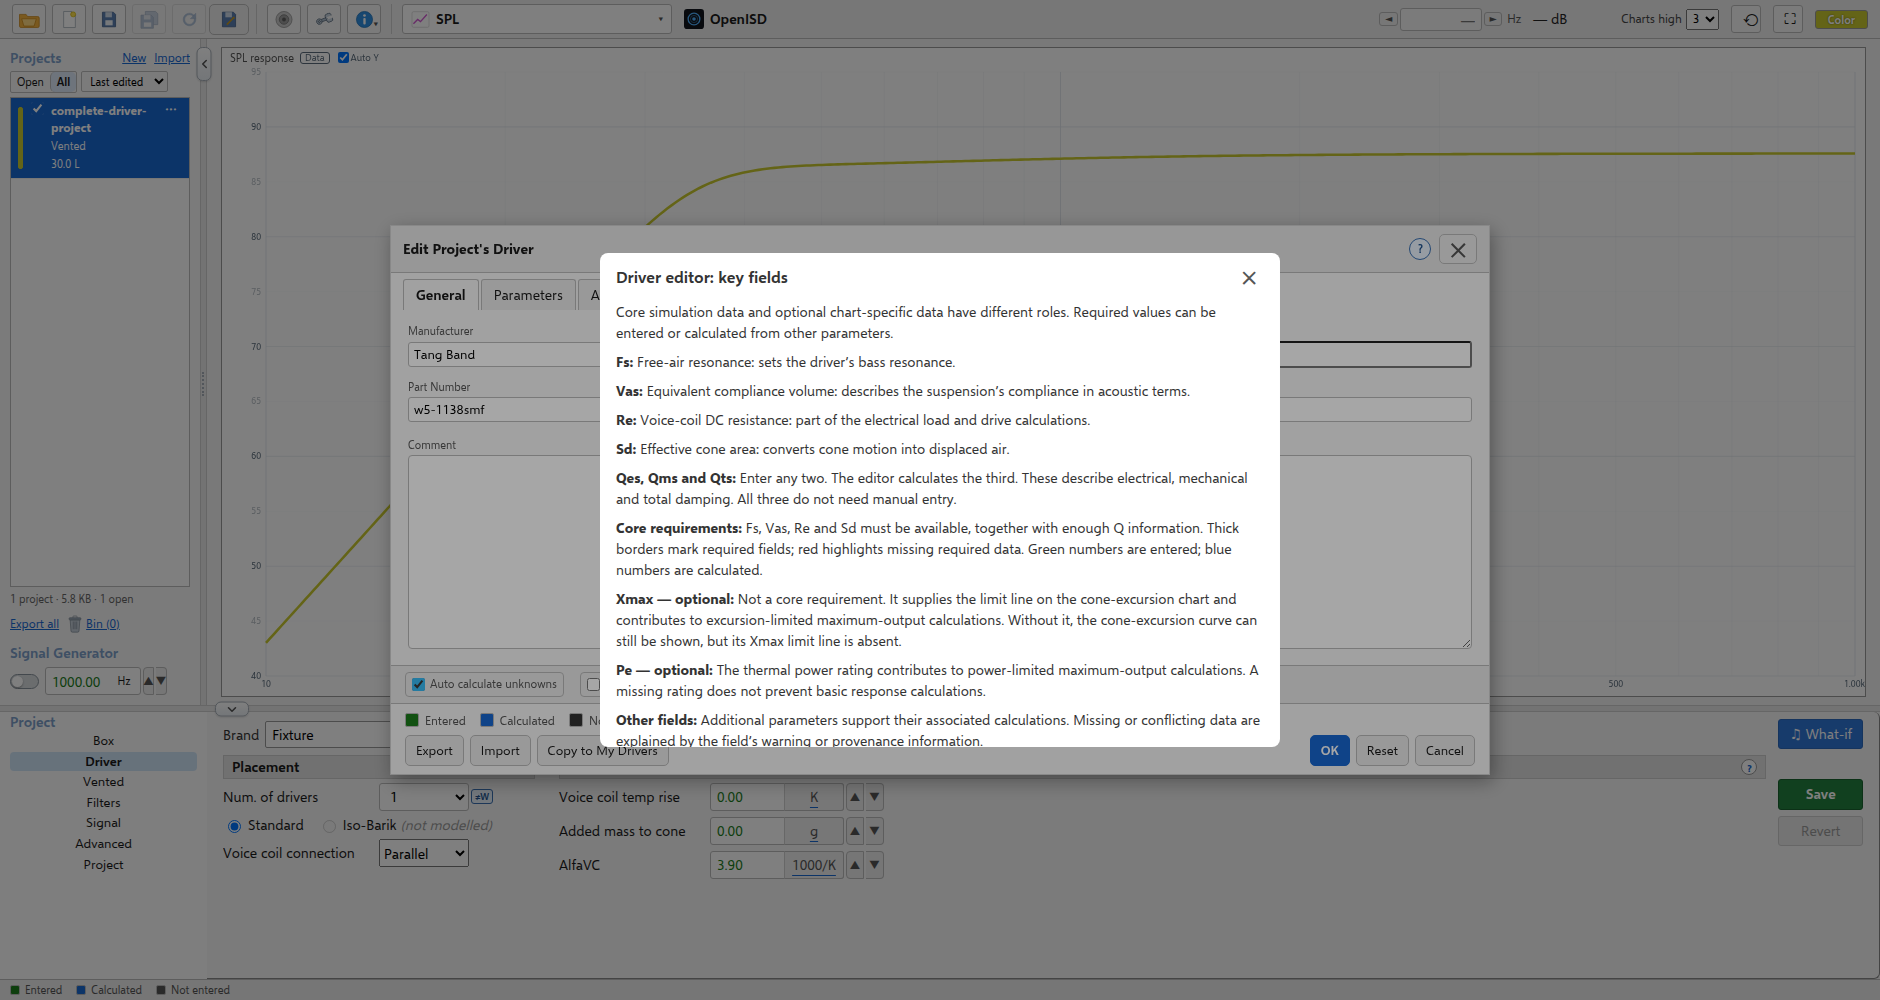 SPL
OpenISD
—
Hz
— dB
Charts high
3
Color
Projects
New
Import
Open
All
Last edited
complete-driver-
project
Vented
30.0 L
1 project · 5.8 KB · 1 open
Export all
Bin (0)
Signal Generator
1000.00
Hz
SPL response
Data
Auto Y
95
90
85
80
75
70
65
60
55
50
45
40
10
500
1.00k
Edit Project's Driver
?
General
Parameters
A
Manufacturer
Tang Band
Part Number
w5-1138smf
Comment
Auto calculate unknowns
Entered
Calculated
No
Export
Import
Copy to My Drivers
OK
Reset
Cancel
Driver editor: key fields
Core simulation data and optional chart-specific data have different roles. Required values can be
entered or calculated from other parameters.
Fs: Free-air resonance: sets the driver’s bass resonance.
Vas: Equivalent compliance volume: describes the suspension’s compliance in acoustic terms.
Re: Voice-coil DC resistance: part of the electrical load and drive calculations.
Sd: Effective cone area: converts cone motion into displaced air.
Qes, Qms and Qts: Enter any two. The editor calculates the third. These describe electrical, mechanical
and total damping. All three do not need manual entry.
Core requirements: Fs, Vas, Re and Sd must be available, together with enough Q information. Thick
borders mark required fields; red highlights missing required data. Green numbers are entered; blue
numbers are calculated.
Xmax — optional: Not a core requirement. It supplies the limit line on the cone-excursion chart and
contributes to excursion-limited maximum-output calculations. Without it, the cone-excursion curve can
still be shown, but its Xmax limit line is absent.
Pe — optional: The thermal power rating contributes to power-limited maximum-output calculations. A
missing rating does not prevent basic response calculations.
Other fields: Additional parameters support their associated calculations. Missing or conflicting data are
explained by the field’s warning or provenance information.
Project
Box
Driver
Vented
Filters
Signal
Advanced
Project
Brand
Fixture
Placement
?
Num. of drivers
1
≠W
Standard
Iso-Barik (not modelled)
Voice coil connection
Parallel
Voice coil temp rise
0.00
K
Added mass to cone
0.00
g
AlfaVC
3.90
1000/K
♫ What-if
Save
Revert
Entered
Calculated
Not entered